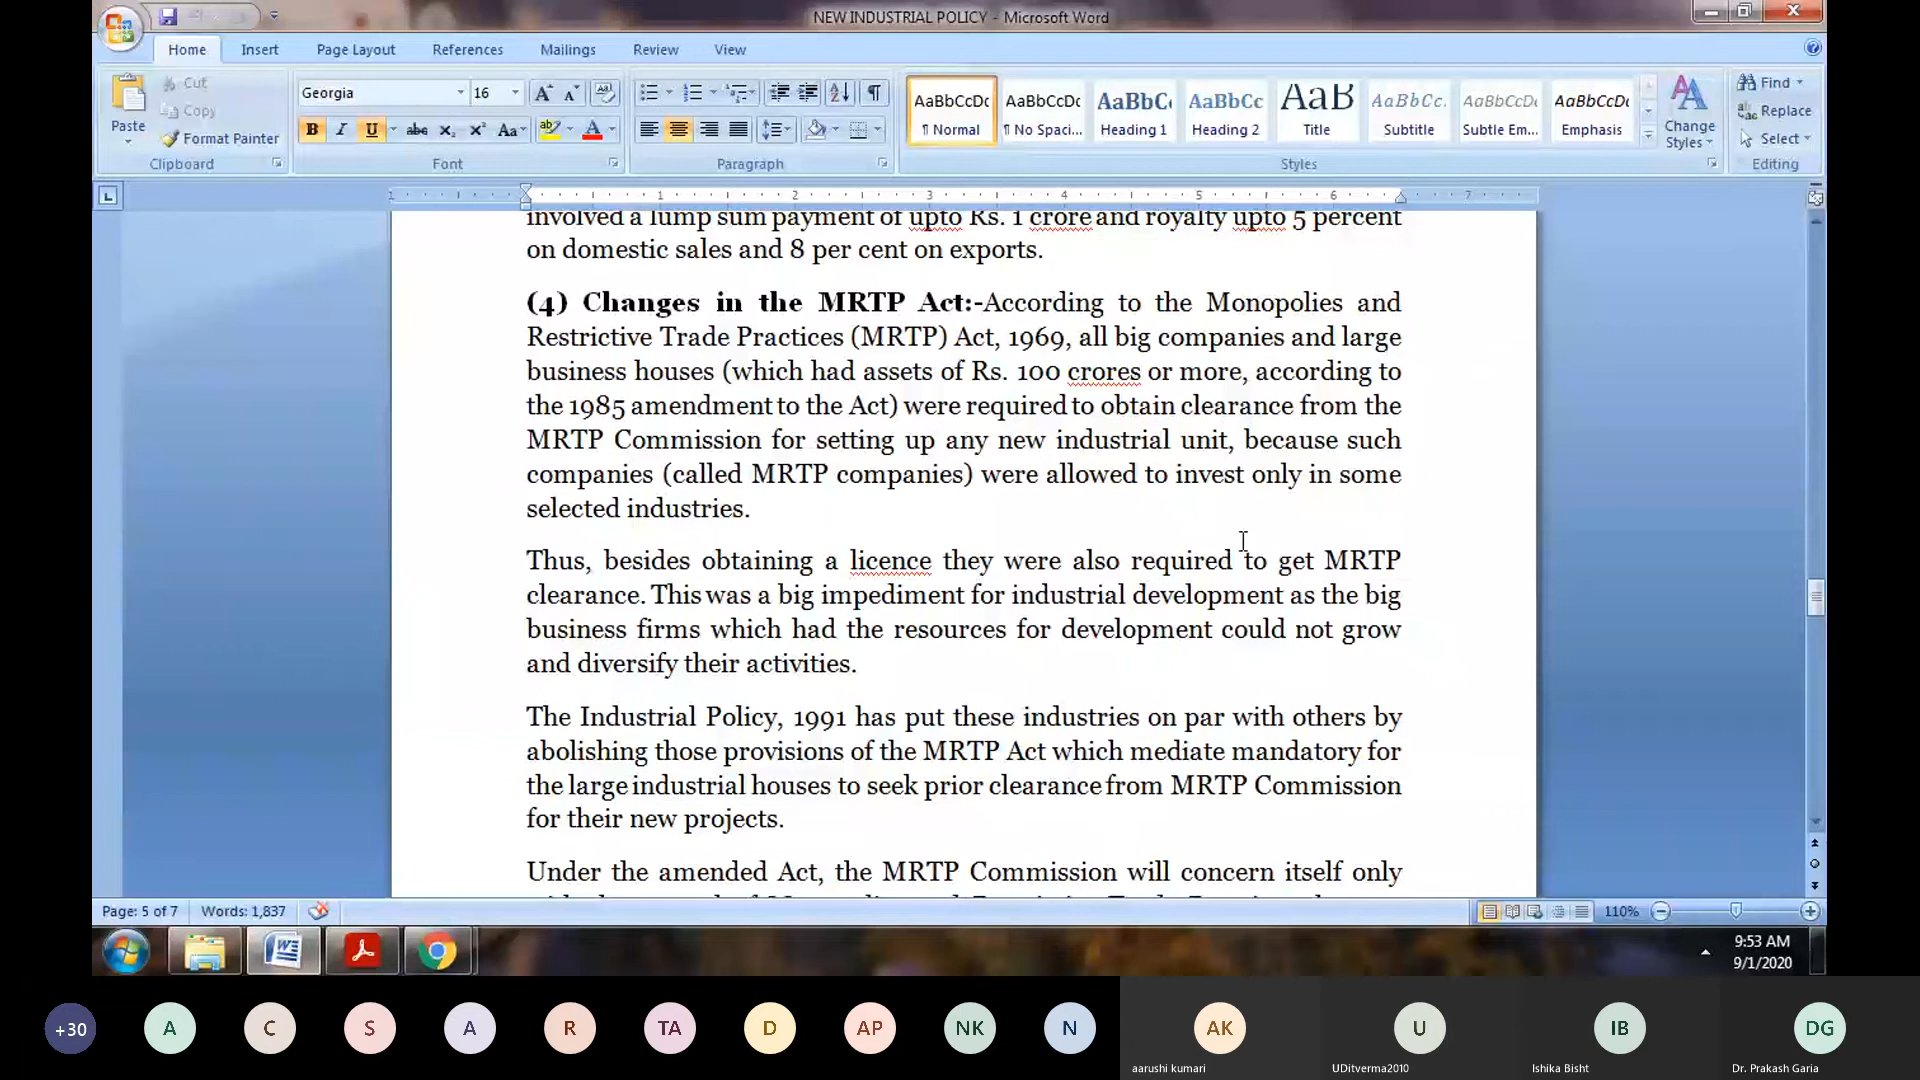 NEW INDUSTRIAL POLICY - Microsoft Word
Home Insert Page Layout References Mailings Review View
Paste
Cut
Copy
Format Painter
Clipboard
Georgia 16
Font
Paragraph
AaBbCcDc AaBbCcDc AaBbCc AaBbCc AaB AaBbCc. AaBbCcDc AaBbCcDc
¶ Normal ¶ No Spaci... Heading 1 Heading 2 Title Subtitle Subtle Em... Emphasis
Styles
Change Styles
Find
Replace
Select
Editing
1 1 2 3 4 5 6 7
involved a lump sum payment of upto Rs. 1 crore and royalty upto 5 percent
on domestic sales and 8 per cent on exports.
(4) Changes in the MRTP Act:-According to the Monopolies and
Restrictive Trade Practices (MRTP) Act, 1969, all big companies and large
business houses (which had assets of Rs. 100 crores or more, according to
the 1985 amendment to the Act) were required to obtain clearance from the
MRTP Commission for setting up any new industrial unit, because such
companies (called MRTP companies) were allowed to invest only in some
selected industries.
Thus, besides obtaining a licence they were also required to get MRTP
clearance. This was a big impediment for industrial development as the big
business firms which had the resources for development could not grow
and diversify their activities.
The Industrial Policy, 1991 has put these industries on par with others by
abolishing those provisions of the MRTP Act which mediate mandatory for
the large industrial houses to seek prior clearance from MRTP Commission
for their new projects.
Under the amended Act, the MRTP Commission will concern itself only
Page: 5 of 7 Words: 1,837 110%
9:53 AM
9/1/2020
+30 A C S A R TA D AP NK N AK U IB DG
aarushi kumari UDitverma2010 Ishika Bisht Dr. Prakash Garia